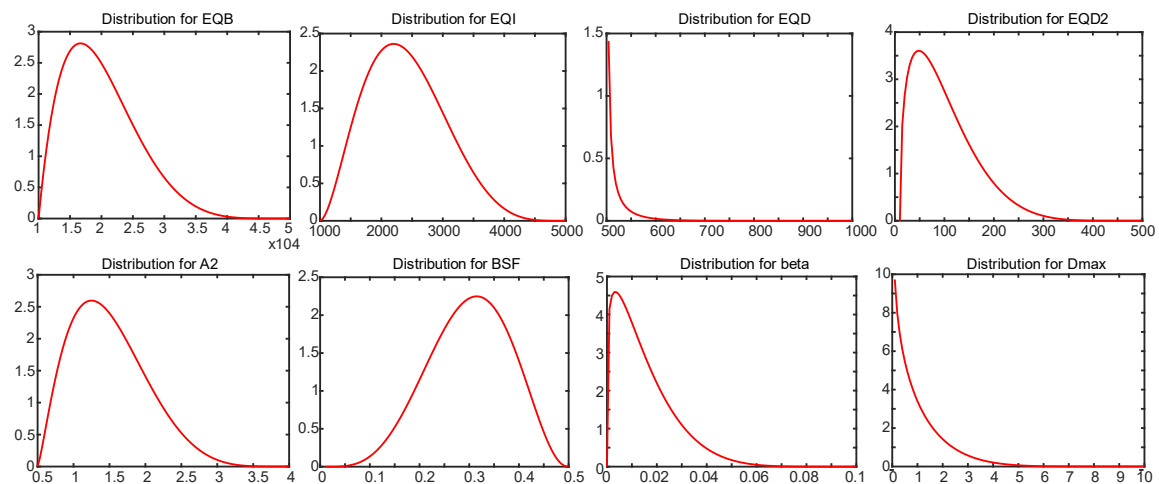 Distribution for EQB
3
2.5
2
1.5
1
0.5
0
1 1.5 2 2.5 3 3.5 4 4.5 5
x104
Distribution for EQI
2.5
2
1.5
1
0.5
0
1000 2000 3000 4000 5000
Distribution for EQD
1.5
1
0.5
0
500 600 700 800 900 1000
Distribution for EQD2
4
3
2
1
0
0 100 200 300 400 500
Distribution for A2
3
2.5
2
1.5
1
0.5
0
0.5 1 1.5 2 2.5 3 3.5 4
Distribution for BSF
2.5
2
1.5
1
0.5
0
0 0.1 0.2 0.3 0.4 0.5
Distribution for beta
5
4
3
2
1
0
0 0.02 0.04 0.06 0.08 0.1
Distribution for Dmax
10
8
6
4
2
0
0 1 2 3 4 5 6 7 8 9 10